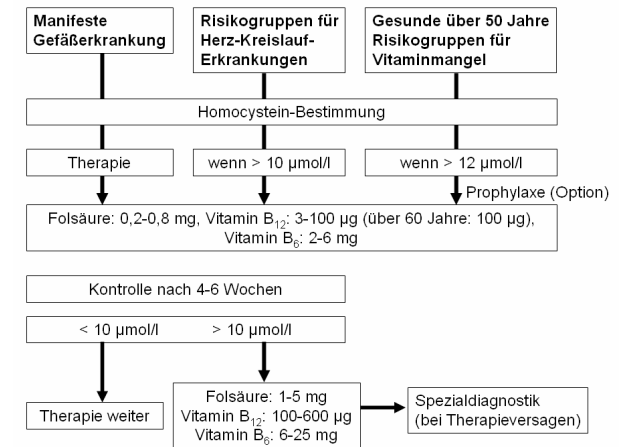 Manifeste
Gefäßerkrankung
Risikogruppen für
Herz-Kreislauf-
Erkrankungen
Gesunde über 50 Jahre
Risikogruppen für
Vitaminmangel
Homocystein-Bestimmung
Therapie
wenn > 10 µmol/l
wenn > 12 µmol/l
Prophylaxe (Option)
Folsäure: 0,2-0,8 mg, Vitamin B12: 3-100 µg (über 60 Jahre: 100 µg),
Vitamin B6: 2-6 mg
Kontrolle nach 4-6 Wochen
< 10 µmol/l > 10 µmol/l
Therapie weiter
Folsäure: 1-5 mg
Vitamin B12: 100-600 µg
Vitamin B6: 6-25 mg
Spezialdiagnostik
(bei Therapieversagen)